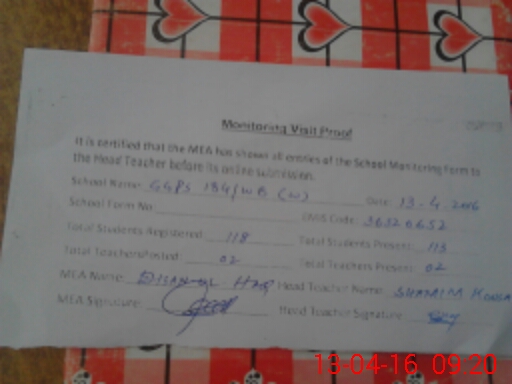 Monitoring Visit Proof
It is certified that the MEA has shown all entries of the School Monitoring Form to
the Head Teacher before its online submission.
School Name: GGPS 184/WB (W) Date: 13-4-2016
School Form No. EMIS Code: 36320652
Total Students Registered: 118 Total Students Present: 113
Total Teachers Posted: 02 Total Teachers Present: 02
MEA Name: Haq Head Teacher Name: SHAMIM
MEA Signature: Head Teacher Signature:
13-04-16 09:20